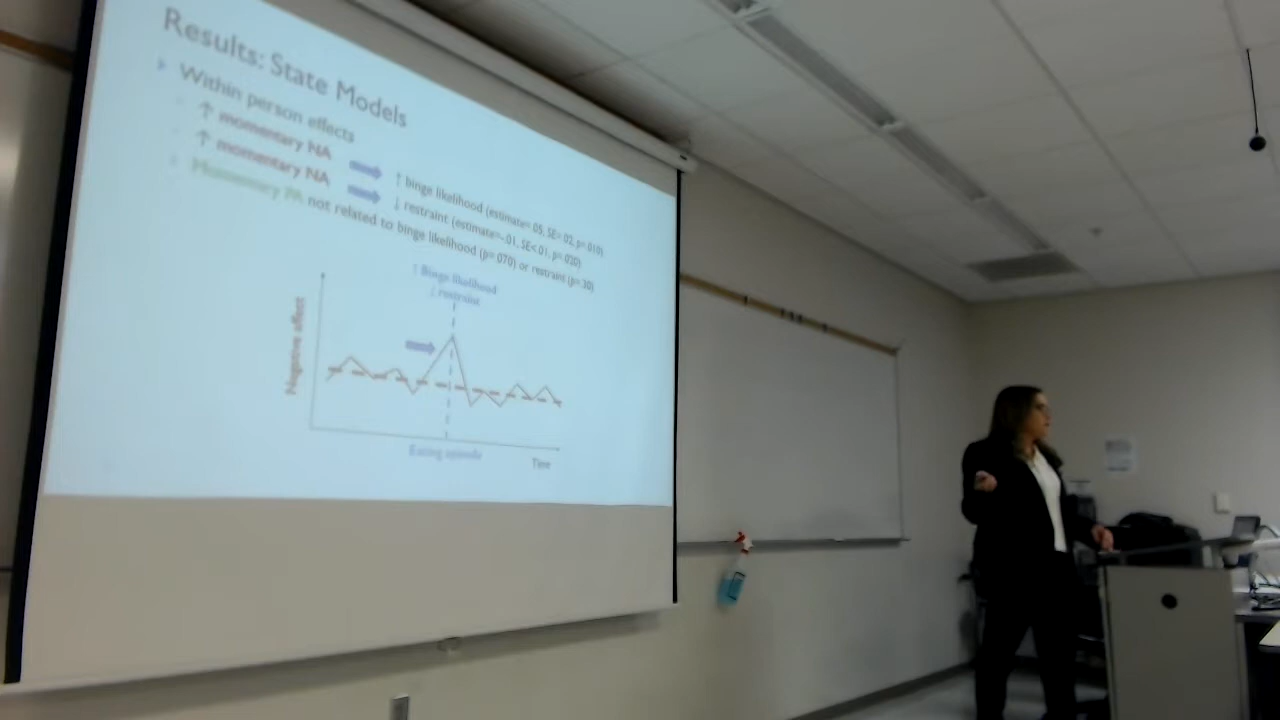 Results: State Models
Within person effects
↑ momentary NA ↑ binge likelihood (estimate=.05, SE=.02, p=.010)
↑ momentary NA ↓ restraint (estimate=-.01, SE<.01, p=.020)
Momentary PA not related to binge likelihood (p=.070) or restraint (p=.30)
↑ Binge likelihood
↓ restraint
Negative effect
Eating episode
Time